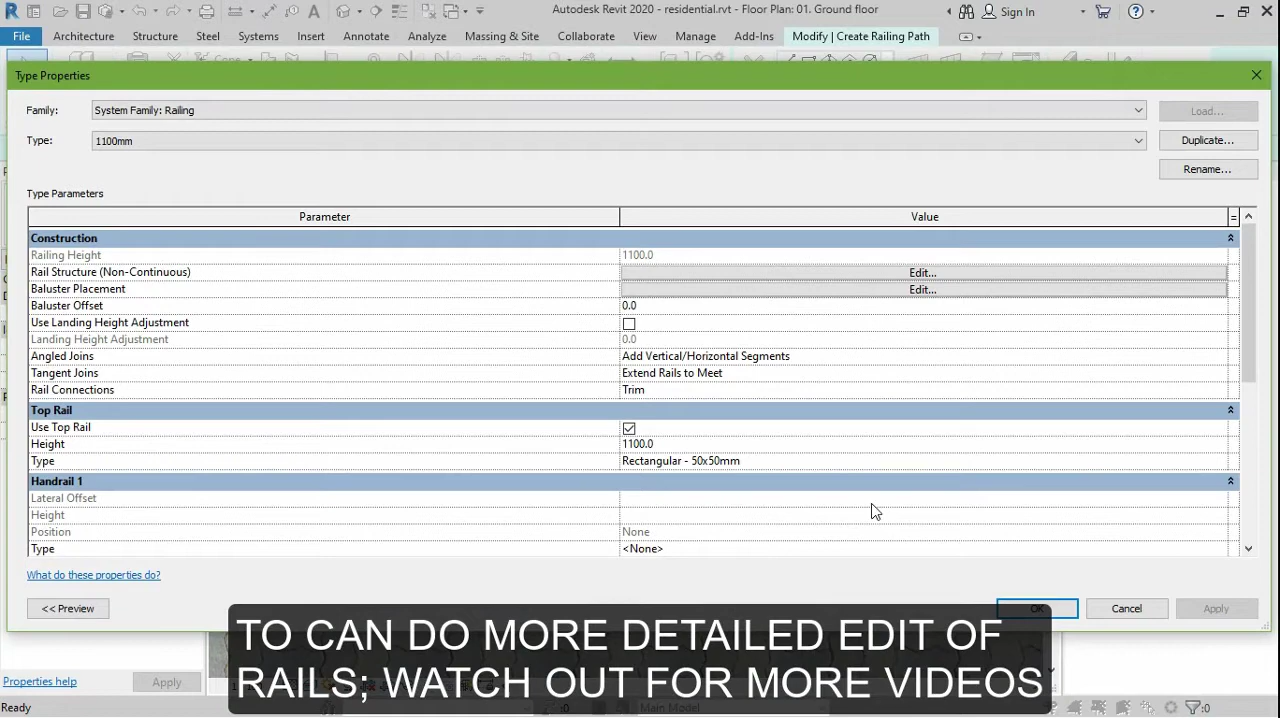 Autodesk Revit 2020 - residential.rvt - Floor Plan: 01. Ground floor
Sign In
File Architecture Structure Steel Systems Insert Annotate Analyze Massing & Site Collaborate View Manage Add-Ins Modify | Create Railing Path
Type Properties
Family: System Family: Railing Load...
Type: 1100mm Duplicate...
Rename...
Type Parameters
Parameter Value =
Construction
Railing Height 1100.0
Rail Structure (Non-Continuous) Edit...
Baluster Placement Edit...
Baluster Offset 0.0
Use Landing Height Adjustment
Landing Height Adjustment 0.0
Angled Joins Add Vertical/Horizontal Segments
Tangent Joins Extend Rails to Meet
Rail Connections Trim
Top Rail
Use Top Rail
Height 1100.0
Type Rectangular - 50x50mm
Handrail 1
Lateral Offset
Height
Position None
Type <None>
What do these properties do?
<< Preview OK Cancel Apply
TO CAN DO MORE DETAILED EDIT OF
RAILS; WATCH OUT FOR MORE VIDEOS
Properties help Apply
Ready :0 Main Model :0